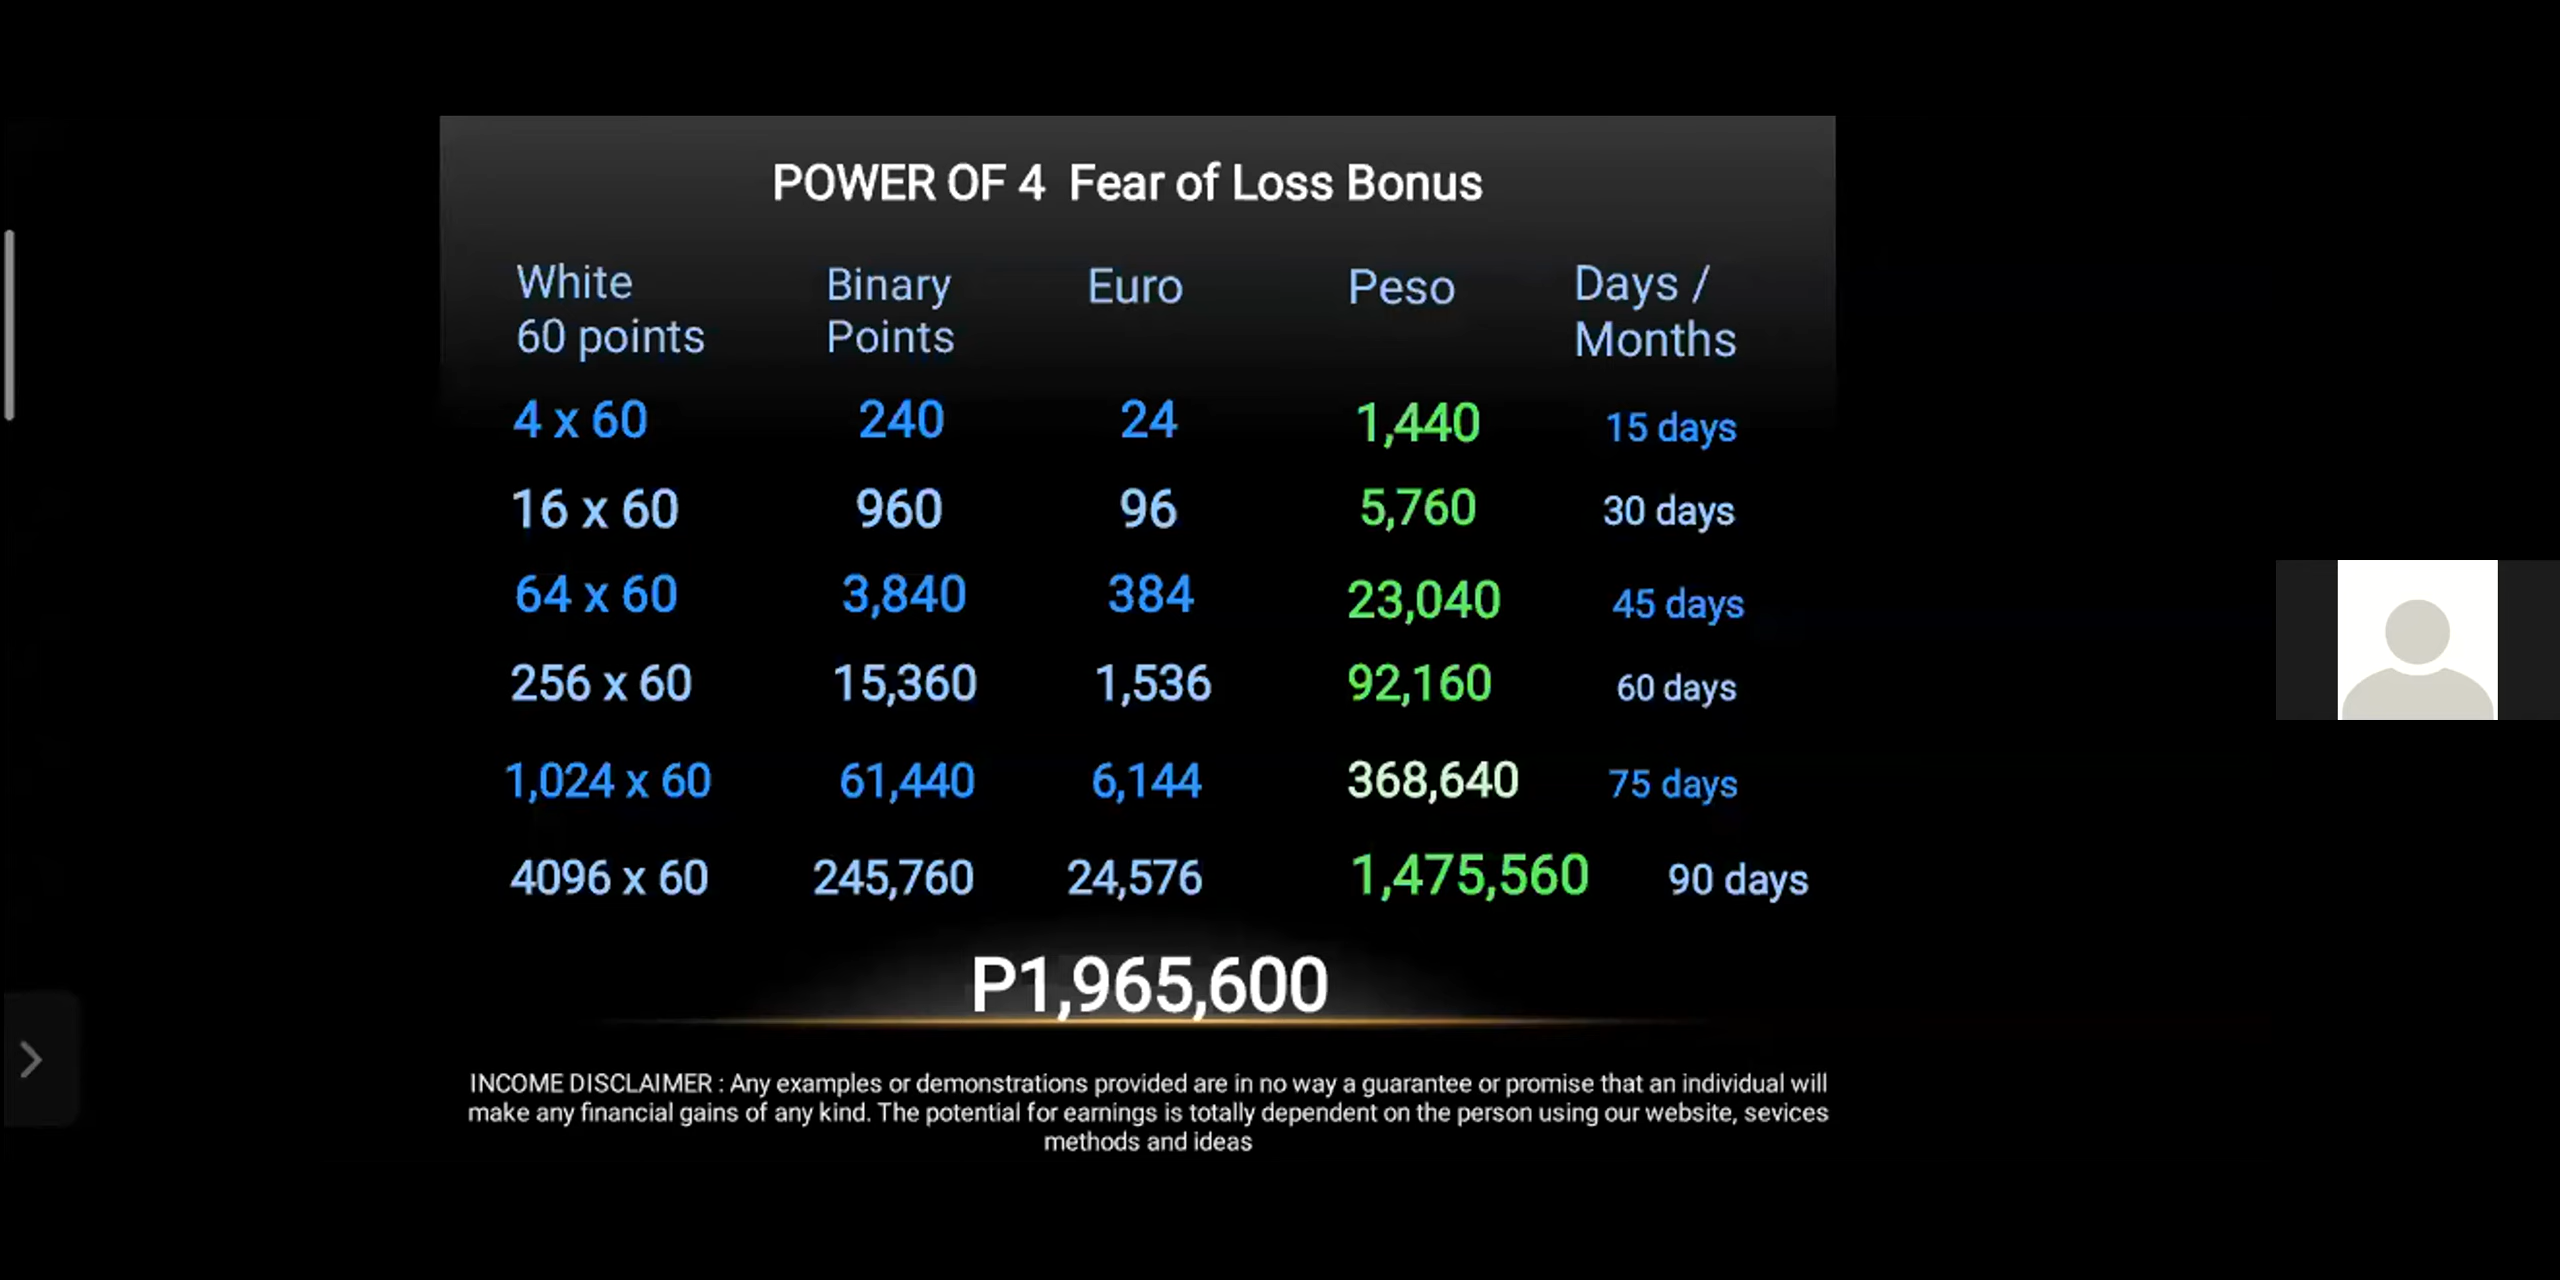 POWER OF 4 Fear of Loss Bonus
White 60 points Binary Points Euro Peso Days / Months
4 x 60 240 24 1,440 15 days
16 x 60 960 96 5,760 30 days
64 x 60 3,840 384 23,040 45 days
256 x 60 15,360 1,536 92,160 60 days
1,024 x 60 61,440 6,144 368,640 75 days
4096 x 60 245,760 24,576 1,475,560 90 days
P1,965,600
INCOME DISCLAIMER : Any examples or demonstrations provided are in no way a guarantee or promise that an individual will
make any financial gains of any kind. The potential for earnings is totally dependent on the person using our website, sevices
methods and ideas